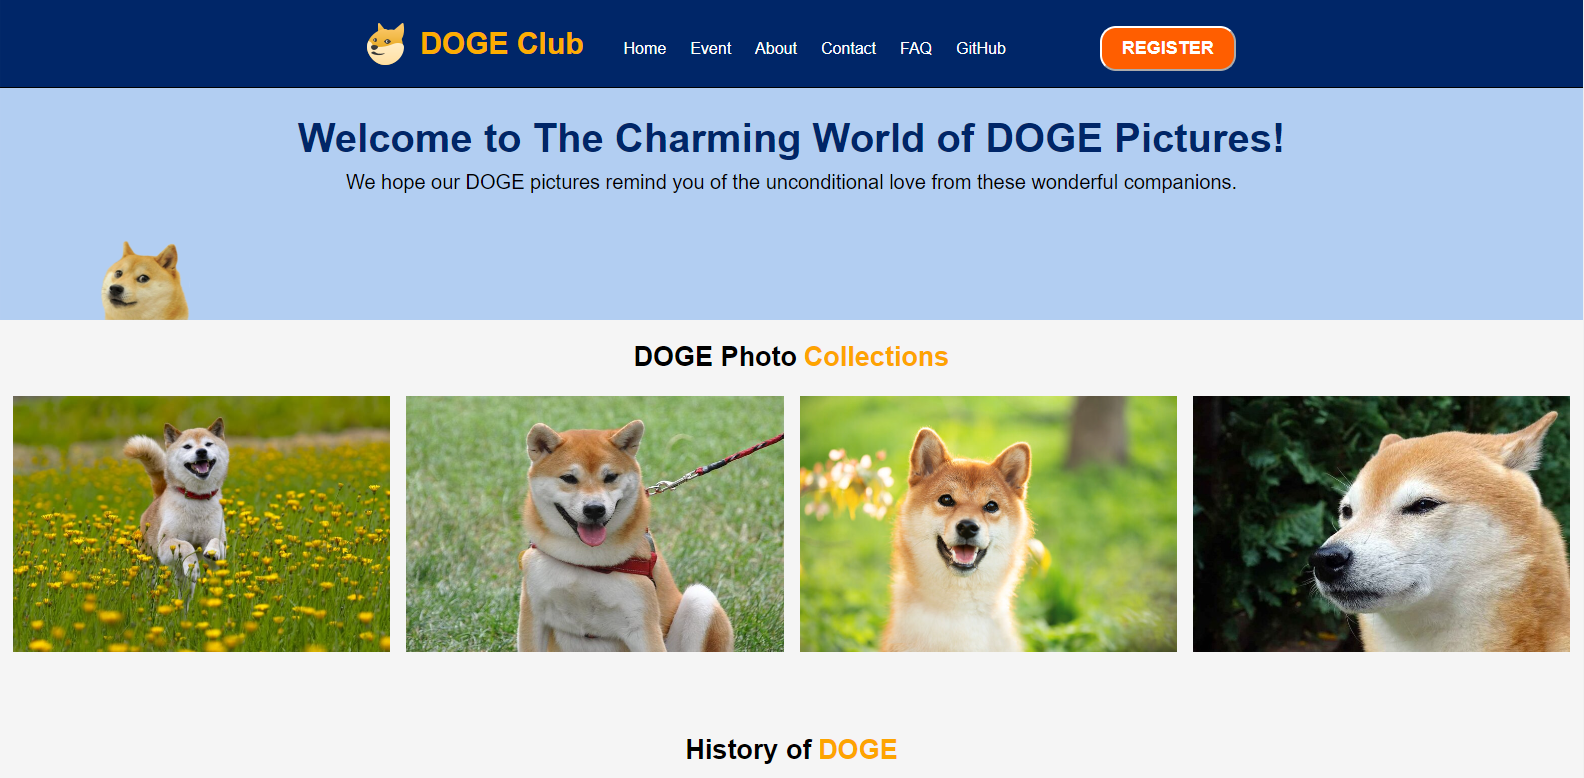 DOGE Club
Home Event About Contact FAQ GitHub
REGISTER
Welcome to The Charming World of DOGE Pictures!
We hope our DOGE pictures remind you of the unconditional love from these wonderful companions.
DOGE Photo Collections
History of DOGE